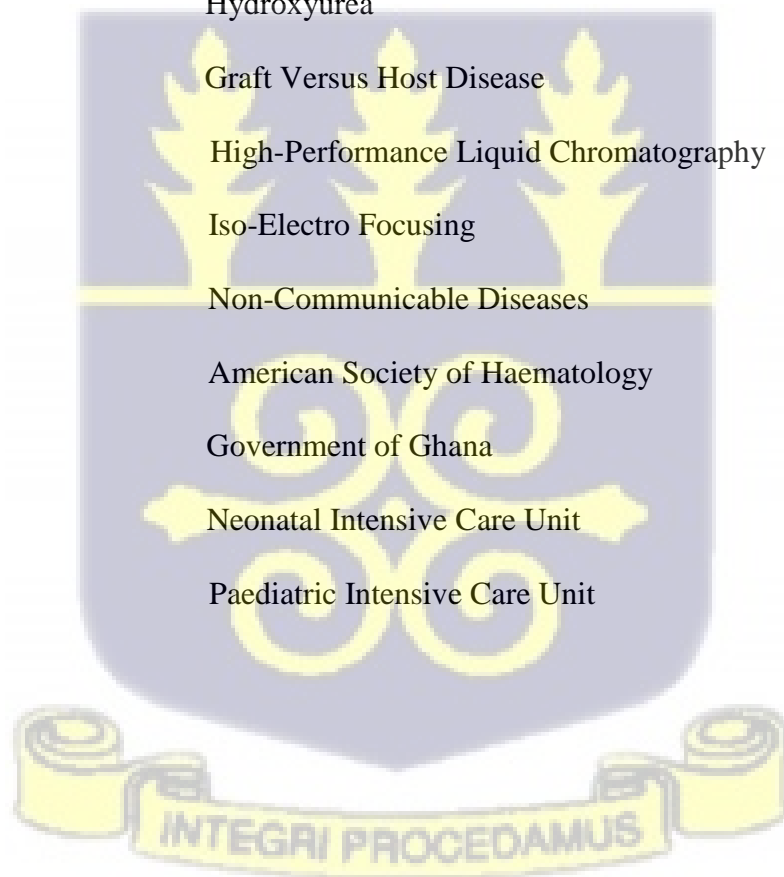 Hydroxyurea
Graft Versus Host Disease
High-Performance Liquid Chromatography
Iso-Electro Focusing
Non-Communicable Diseases
American Society of Haematology
Government of Ghana
Neonatal Intensive Care Unit
Paediatric Intensive Care Unit
INTEGRI PROCEDAMUS